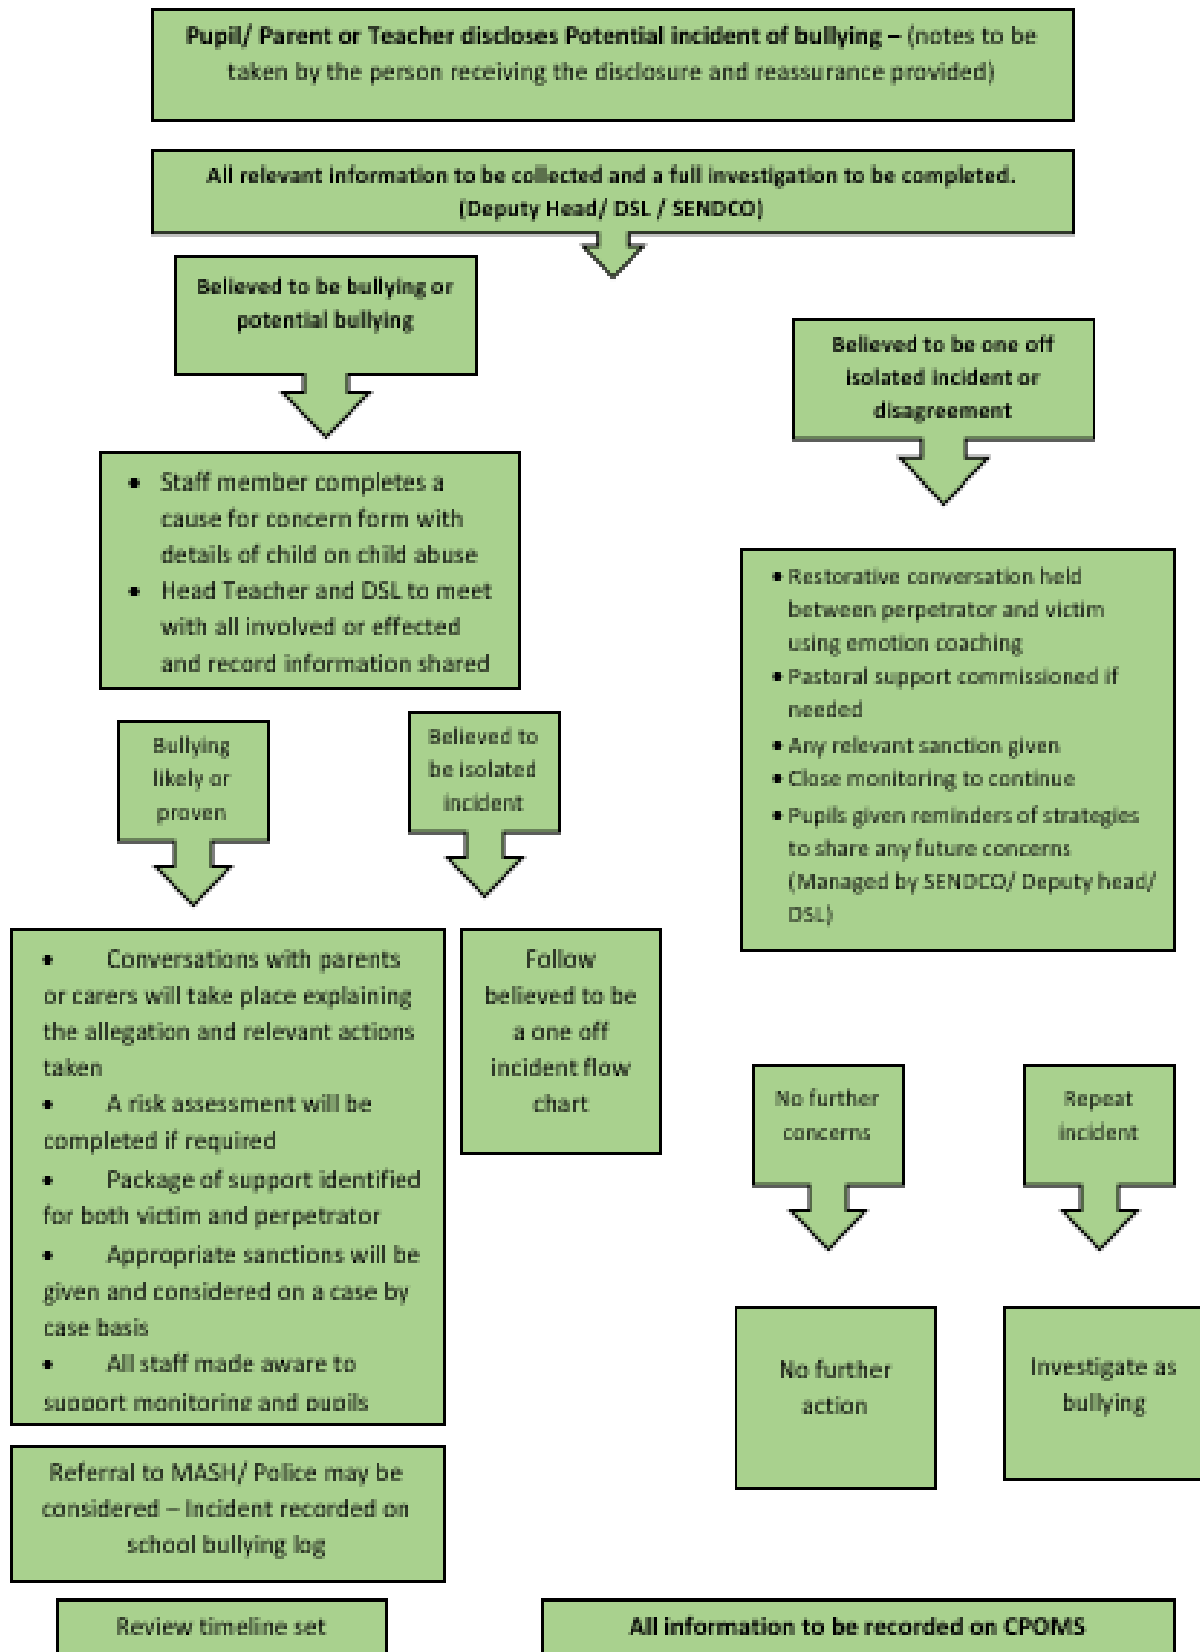 Pupil/ Parent or Teacher discloses Potential incident of bullying – (notes to be
taken by the person receiving the disclosure and reassurance provided)
All relevant information to be collected and a full investigation to be completed.
(Deputy Head/ DSL / SENDCO)
Believed to be bullying or
potential bullying
Believed to be one off
isolated incident or
disagreement
• Staff member completes a
cause for concern form with
details of child on child abuse
• Head Teacher and DSL to meet
with all involved or effected
and record information shared
• Restorative conversation held
between perpetrator and victim
using emotion coaching
• Pastoral support commissioned if
needed
• Any relevant sanction given
• Close monitoring to continue
• Pupils given reminders of strategies
to share any future concerns
(Managed by SENDCO/ Deputy head/
DSL)
Bullying
likely or
proven
Believed to
be isolated
incident
• Conversations with parents
or carers will take place explaining
the allegation and relevant actions
taken
• A risk assessment will be
completed if required
• Package of support identified
for both victim and perpetrator
• Appropriate sanctions will be
given and considered on a case by
case basis
• All staff made aware to
support monitoring and pupils
Follow
believed to be
a one off
incident flow
chart
No further
concerns
Repeat
incident
No further
action
Investigate as
bullying
Referral to MASH/ Police may be
considered – Incident recorded on
school bullying log
Review timeline set
All information to be recorded on CPOMS